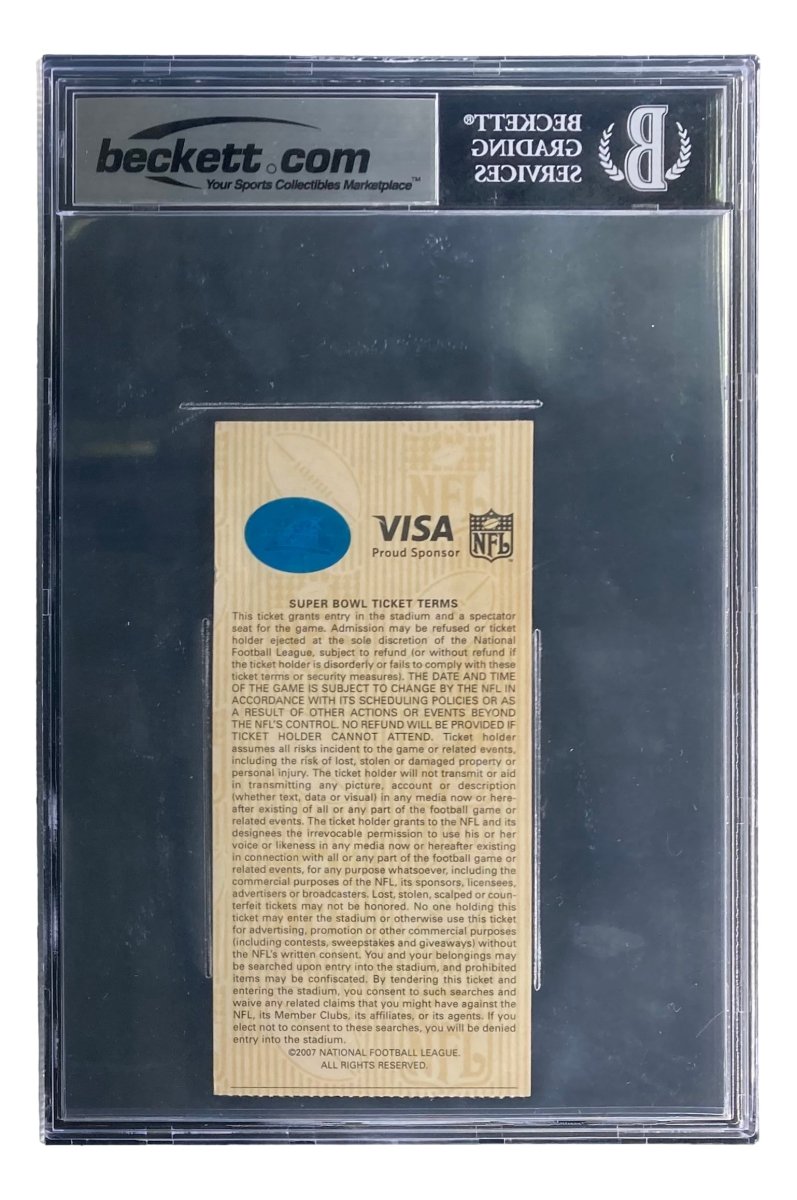 beckett.com
Your Sports Collectibles Marketplace™
BECKETT®
GRADING
SERVICES
B
NFL
VISA
Proud Sponsor
NFL
SUPER BOWL TICKET TERMS
This ticket grants entry in the stadium and a spectator
seat for the game. Admission may be refused or ticket
holder ejected at the sole discretion of the National
Football League, subject to refund (or without refund if
the ticket holder is disorderly or fails to comply with these
ticket terms or security measures). THE DATE AND TIME
OF THE GAME IS SUBJECT TO CHANGE BY THE NFL IN
ACCORDANCE WITH ITS SCHEDULING POLICIES OR AS
A RESULT OF OTHER ACTIONS OR EVENTS BEYOND
THE NFL'S CONTROL. NO REFUND WILL BE PROVIDED IF
TICKET HOLDER CANNOT ATTEND. Ticket holder
assumes all risks incident to the game or related events,
including the risk of lost, stolen or damaged property or
personal injury. The ticket holder will not transmit or aid
in transmitting any picture, account or description
(whether text, data or visual) in any media now or here-
after existing of all or any part of the football game or
related events. The ticket holder grants to the NFL and its
designees the irrevocable permission to use his or her
voice or likeness in any media now or hereafter existing
in connection with all or any part of the football game or
related events, for any purpose whatsoever, including the
commercial purposes of the NFL, its sponsors, licensees,
advertisers or broadcasters. Lost, stolen, scalped or coun-
terfeit tickets may not be honored. No one holding this
ticket may enter the stadium or otherwise use this ticket
for advertising, promotion or other commercial purposes
(including contests, sweepstakes and giveaways) without
the NFL's written consent. You and your belongings may
be searched upon entry into the stadium, and prohibited
items may be confiscated. By tendering this ticket and
entering the stadium, you consent to such searches and
waive any related claims that you might have against the
NFL, its Member Clubs, its affiliates, or its agents. If you
elect not to consent to these searches, you will be denied
entry into the stadium.
©2007 NATIONAL FOOTBALL LEAGUE.
ALL RIGHTS RESERVED.
NFL